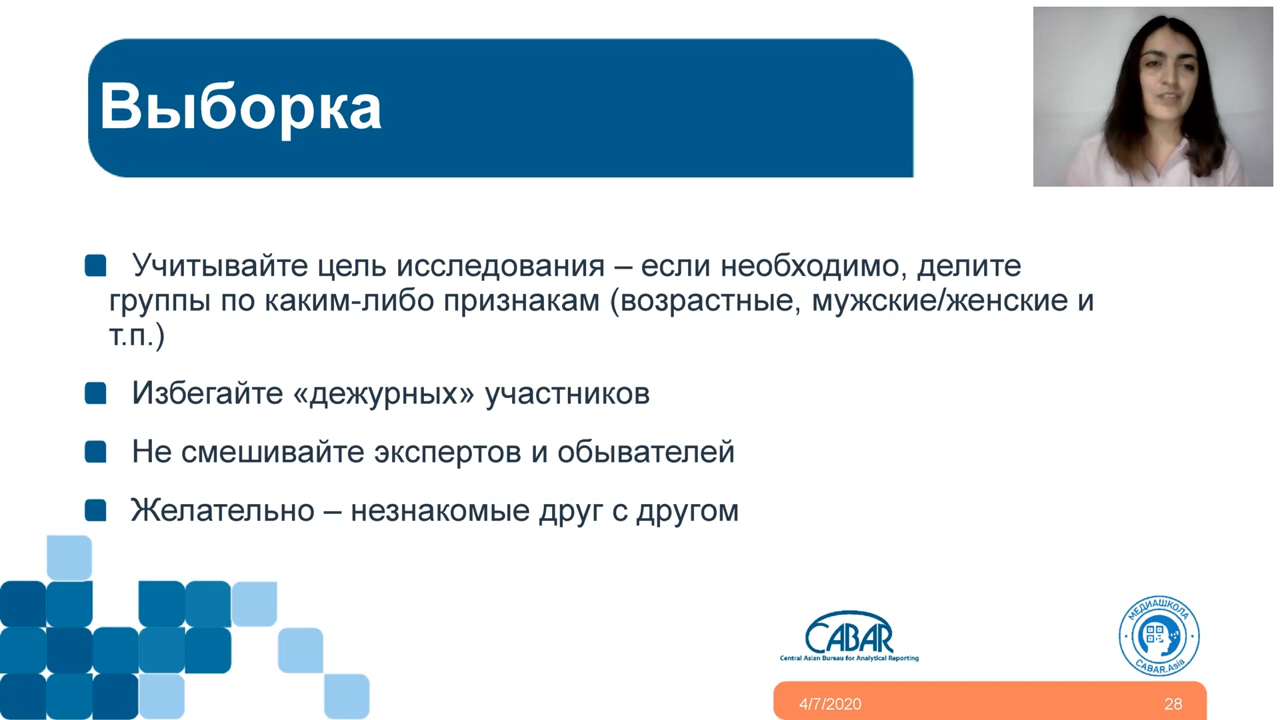 Выборка
Учитывайте цель исследования – если необходимо, делите
группы по каким-либо признакам (возрастные, мужские/женские и
т.п.)
Избегайте «дежурных» участников
Не смешивайте экспертов и обывателей
Желательно – незнакомые друг с другом
CABAR
Central Asian Bureau for Analytical Reporting
МЕДИАШКОЛА
CABAR.Asia
4/7/2020
28